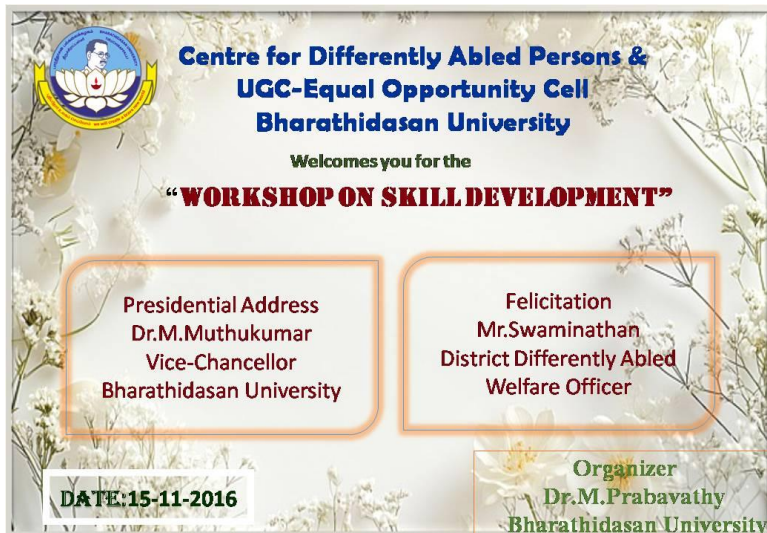 Centre for Differently Abled Persons &
UGC-Equal Opportunity Cell
Bharathidasan University
Welcomes you for the
“WORKSHOP ON SKILL DEVELOPMENT”
Presidential Address
Dr.M.Muthukumar
Vice-Chancellor
Bharathidasan University
Felicitation
Mr.Swaminathan
District Differently Abled
Welfare Officer
DATE:15-11-2016
Organizer
Dr.M.Prabavathy
Bharathidasan University